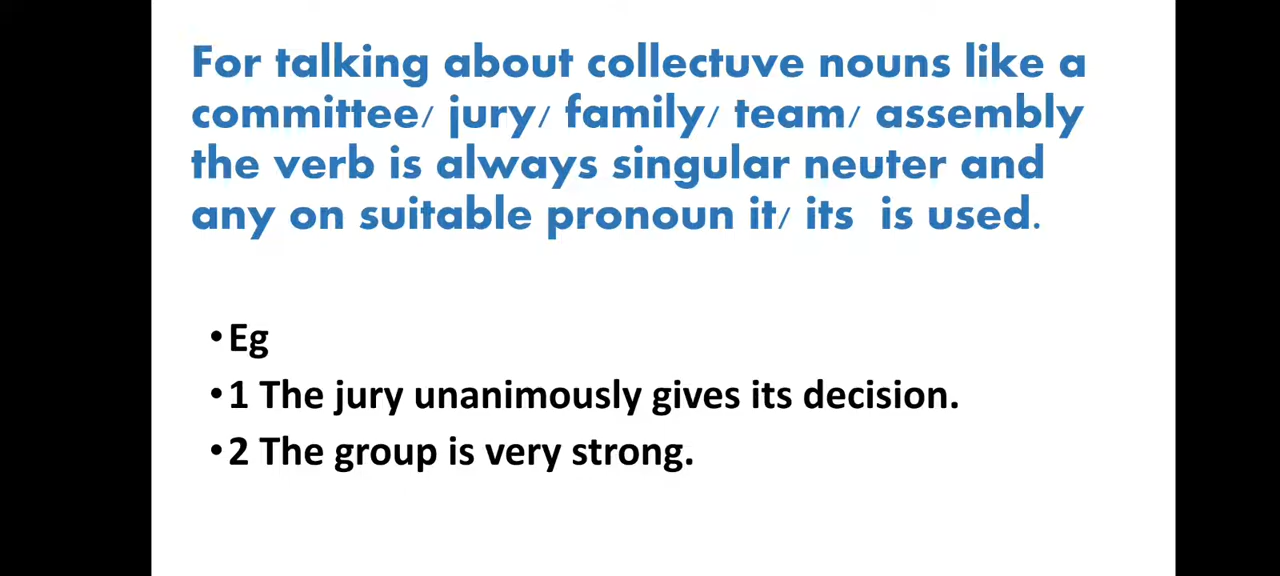 For talking about collectuve nouns like a
committee/ jury/ family/ team/ assembly
the verb is always singular neuter and
any on suitable pronoun it/ its is used.
•Eg
•1 The jury unanimously gives its decision.
•2 The group is very strong.